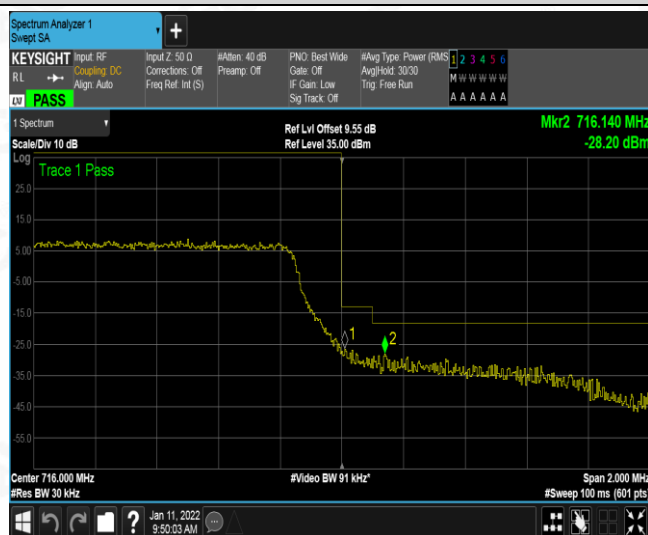 Spectrum Analyzer 1
Swept SA
KEYSIGHT Input: RF Input Z: 50 Ω #Atten: 40 dB PNO: Best Wide #Avg Type: Power (RMS 1 2 3 4 5 6
RL Coupling: DC Corrections: Off Preamp: Off Gate: Off Avg|Hold: 30/30 M W W W W W
Align: Auto Freq Ref: Int (S) IF Gain: Low Trig: Free Run
LXI PASS Sig Track: Off A A A A A A
1 Spectrum Ref Lvl Offset 9.55 dB Mkr2 716.140 MHz
Scale/Div 10 dB Ref Level 35.00 dBm -28.20 dBm
Log
Trace 1 Pass
25.0
15.0
5.00
-5.00
-15.0
1
-25.0 2
-35.0
-45.0
-55.0
Center 716.000 MHz #Video BW 91 kHz* Span 2.000 MHz
#Res BW 30 kHz #Sweep 100 ms (601 pts)
? Jan 11, 2022
9:50:03 AM